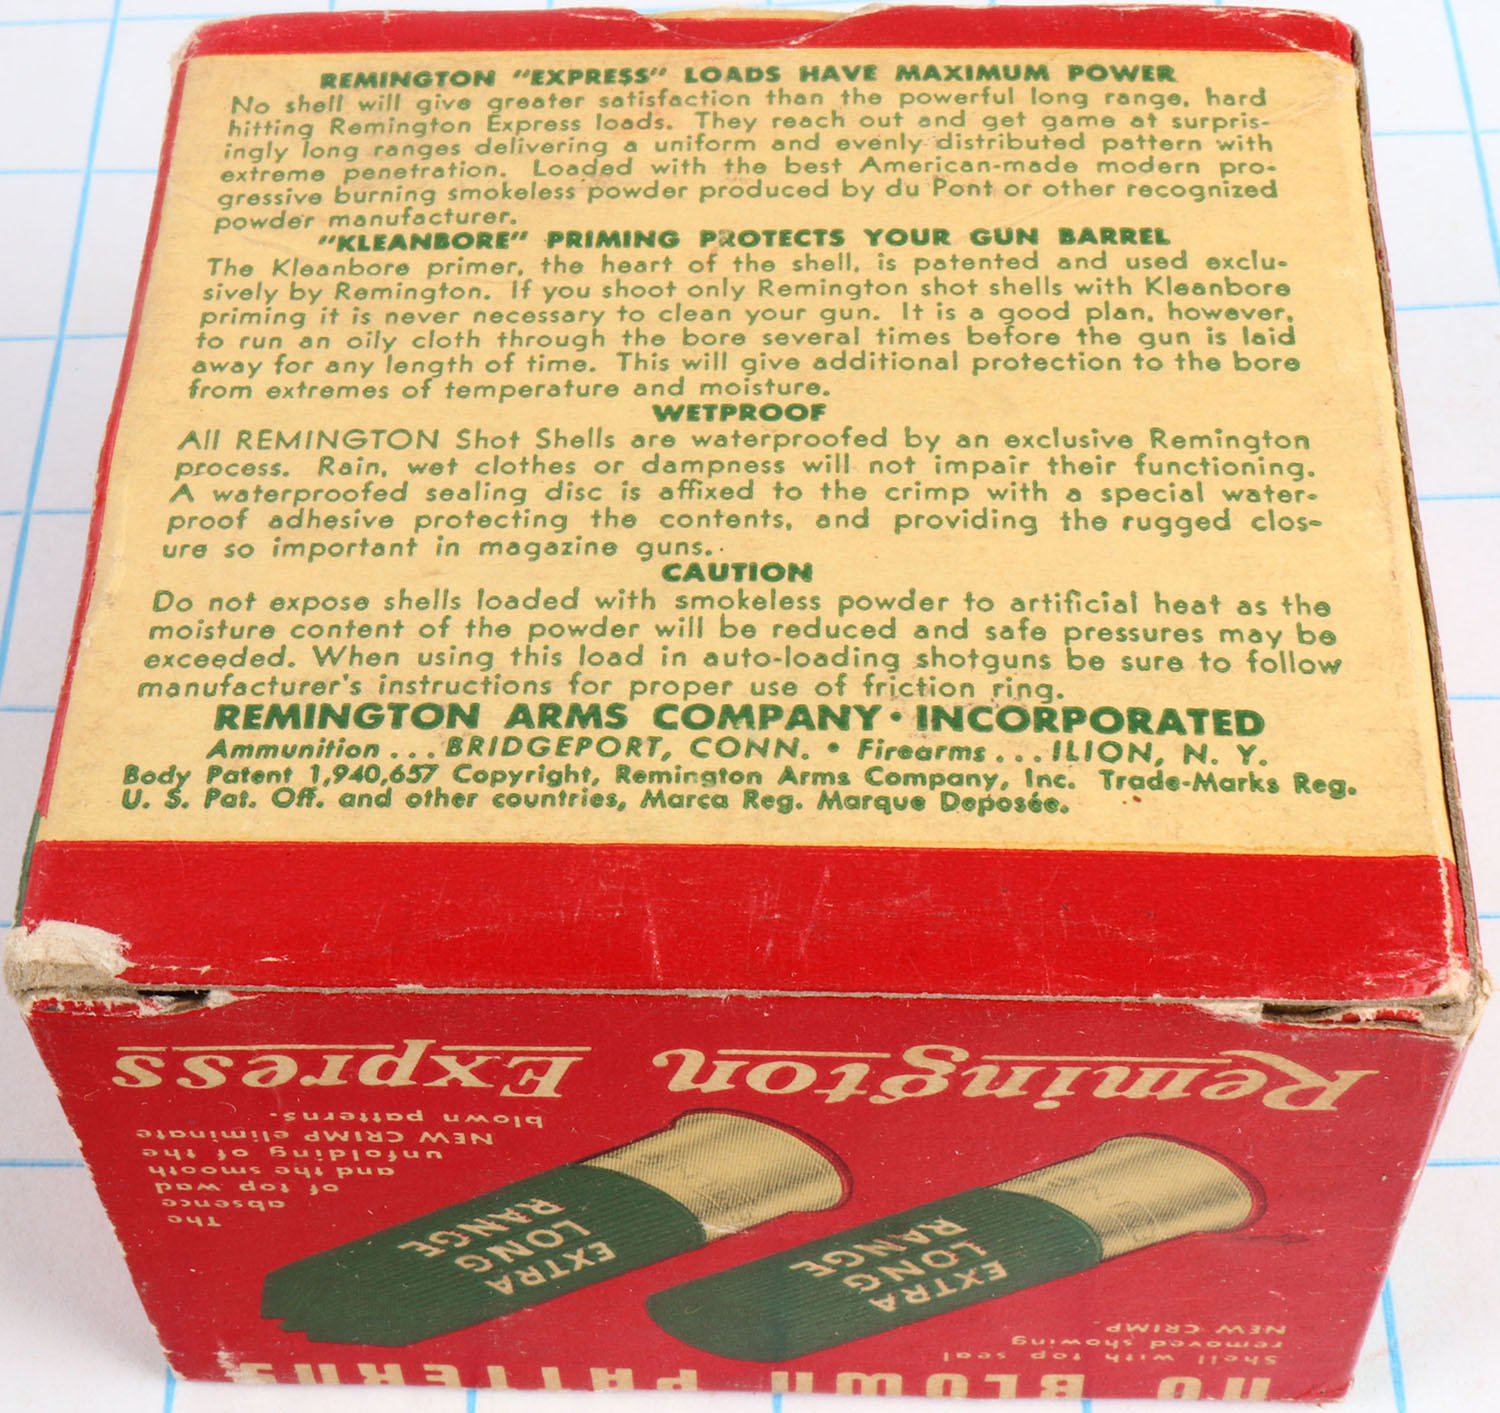 REMINGTON "EXPRESS" LOADS HAVE MAXIMUM POWER
No shell will give greater satisfaction than the powerful long range, hard
hitting Remington Express loads. They reach out and get game at surpris-
ingly long ranges delivering a uniform and evenly distributed pattern with
extreme penetration. Loaded with the best American-made modern pro-
gressive burning smokeless powder produced by du Pont or other recognized
powder manufacturer.
"KLEANBORE" PRIMING PROTECTS YOUR GUN BARREL
The Kleanbore primer, the heart of the shell, is patented and used exclu-
sively by Remington. If you shoot only Remington shot shells with Kleanbore
priming it is never necessary to clean your gun. It is a good plan, however,
to run an oily cloth through the bore several times before the gun is laid
away for any length of time. This will give additional protection to the bore
from extremes of temperature and moisture.
WETPROOF
All REMINGTON Shot Shells are waterproofed by an exclusive Remington
process. Rain, wet clothes or dampness will not impair their functioning.
A waterproofed sealing disc is affixed to the crimp with a special water-
proof adhesive protecting the contents, and providing the rugged clos-
ure so important in magazine guns.
CAUTION
Do not expose shells loaded with smokeless powder to artificial heat as the
moisture content of the powder will be reduced and safe pressures may be
exceeded. When using this load in auto-loading shotguns be sure to follow
manufacturer's instructions for proper use of friction ring.
REMINGTON ARMS COMPANY • INCORPORATED
Ammunition... BRIDGEPORT, CONN. • Firearms... ILION, N. Y.
Body Patent 1,940,657 Copyright, Remington Arms Company, Inc. Trade-Marks Reg.
U. S. Pat. Off. and other countries, Marca Reg. Marque Deposée.
NO BLOWN PATTERNS
Shell with top seal
removed showing
NEW CRIMP.
EXTRA
LONG
RANGE
EXTRA
LONG
RANGE
The
absence
of top wad
and the smooth
unfolding of the
NEW CRIMP eliminate
blown patterns.
Remington Express